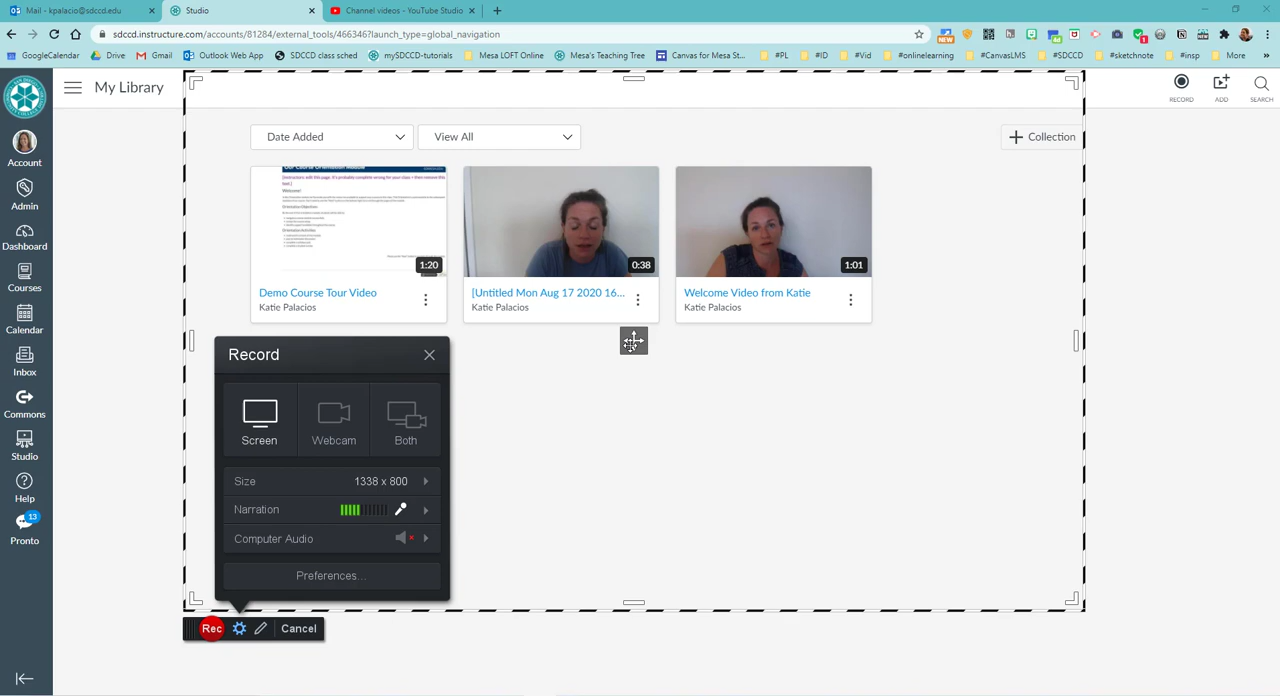 Mail - kpalacio@sdccd.edu
Studio
Channel videos - YouTube Studio
sdccd.instructure.com/accounts/81284/external_tools/466346?launch_type=global_navigation
GoogleCalendar Drive Gmail Outlook WebApp SDCCD class sched mySDCCD-tutorials Mesa LOFT Online Mesa's Teaching Tree Canvas for Mesa St... #PL #ID #Vid #onlinelearning #CanvasLMS #SDCCD #sketchnote #insp More
My Library
RECORD
ADD
SEARCH
Account
Admin
Dashboard
Courses
Calendar
Inbox
Commons
Studio
Help
13
Pronto
Date Added
View All
Collection
Welcome!
1:20
Demo Course Tour Video
Katie Palacios
0:38
[Untitled Mon Aug 17 2020 16...
Katie Palacios
1:01
Welcome Video from Katie
Katie Palacios
Record
Screen
Webcam
Both
Size 1338 x 800
Narration
Computer Audio
Preferences...
Rec
Cancel